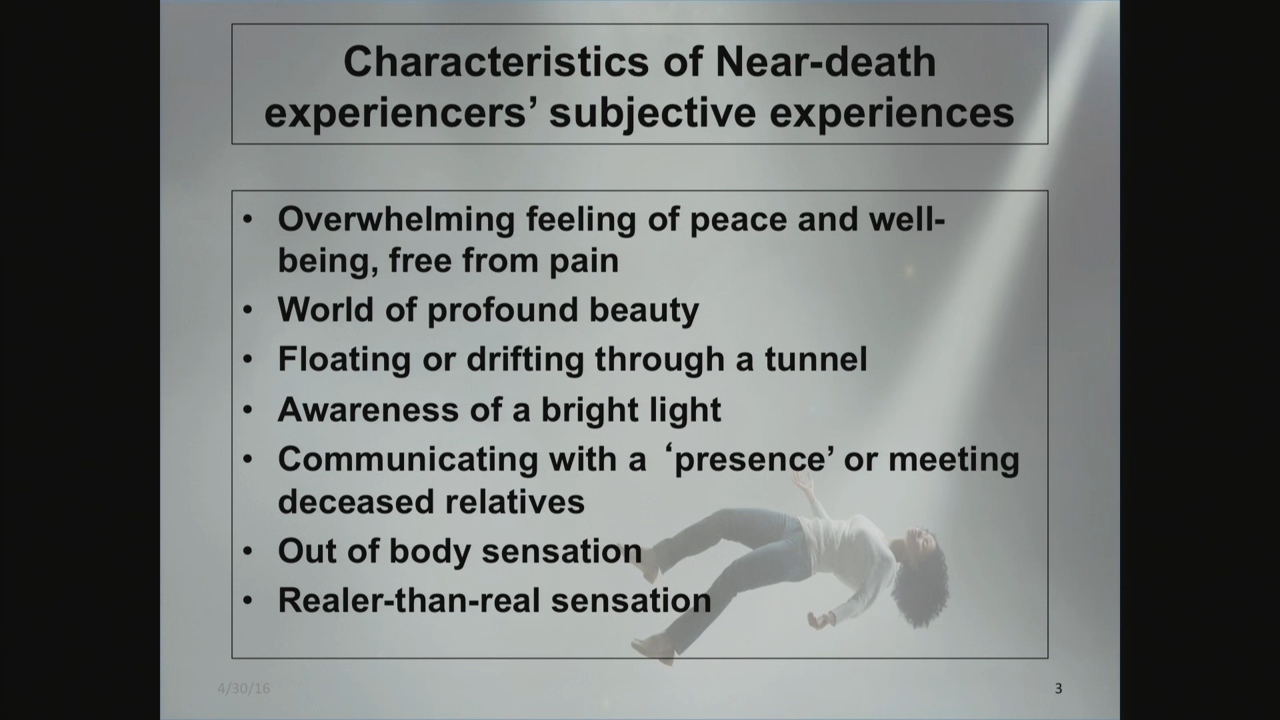 Characteristics of Near-death
experiencers’ subjective experiences
• Overwhelming feeling of peace and well-
being, free from pain
• World of profound beauty
• Floating or drifting through a tunnel
• Awareness of a bright light
• Communicating with a ‘presence’ or meeting
deceased relatives
• Out of body sensation
• Realer-than-real sensation
4/30/16
3